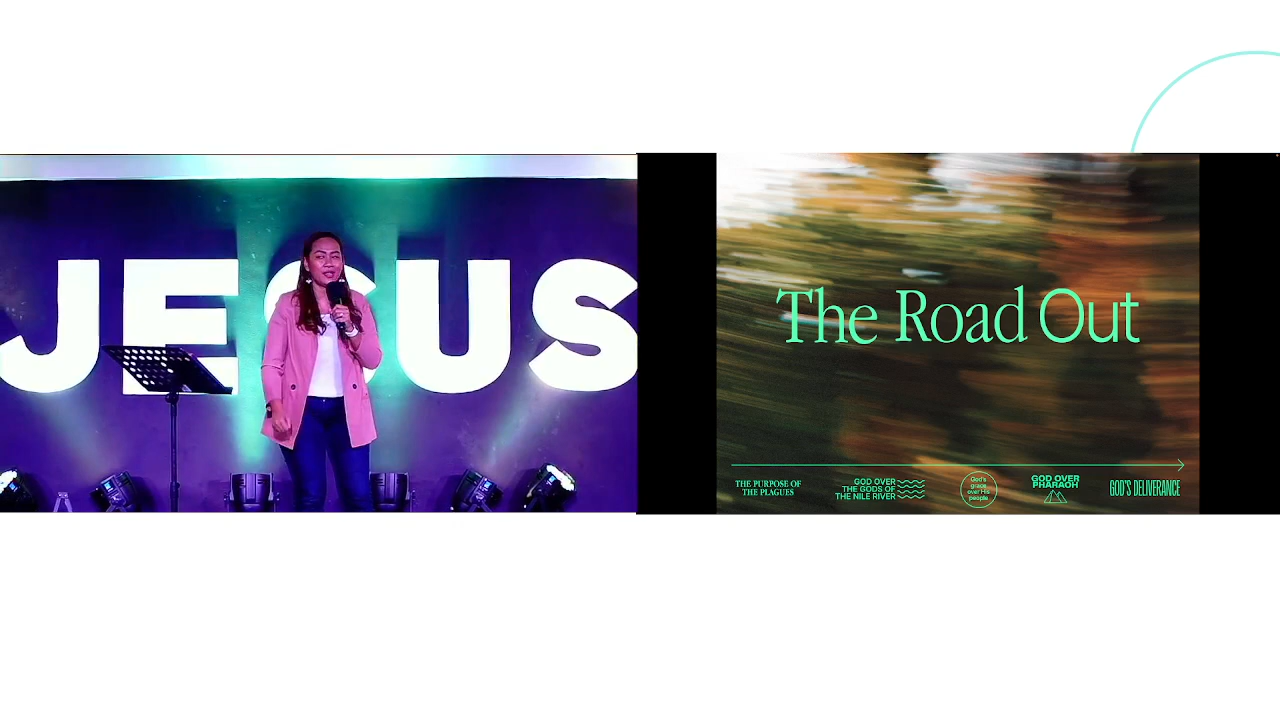 JESUS
The Road Out
THE PURPOSE OF
THE PLAGUES
GOD OVER
THE GODS OF
THE NILE RIVER
God's
grace
over His
people
GOD OVER
PHARAOH
GOD'S DELIVERANCE